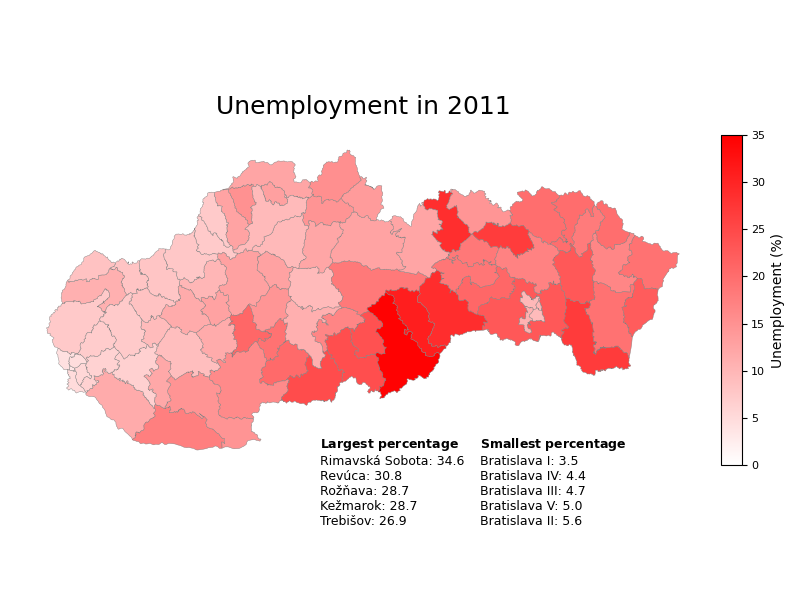 Unemployment in 2011
35
30
25
20
15
10
5
0
Unemployment (%)
Largest percentage
Rimavská Sobota: 34.6
Revúca: 30.8
Rožňava: 28.7
Kežmarok: 28.7
Trebišov: 26.9
Smallest percentage
Bratislava I: 3.5
Bratislava IV: 4.4
Bratislava III: 4.7
Bratislava V: 5.0
Bratislava II: 5.6